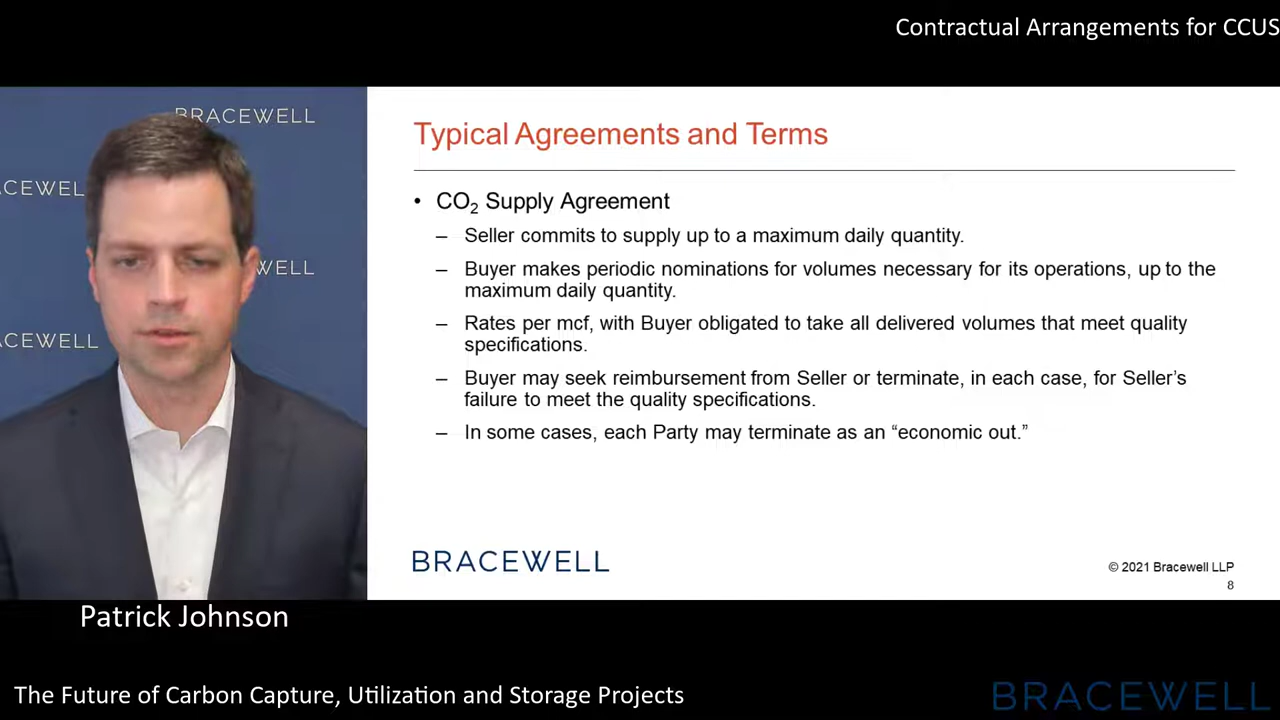 Contractual Arrangements for CCUS
BRACEWELL
ACEWEL
WELL
ACEWELL
Typical Agreements and Terms
• CO₂ Supply Agreement
– Seller commits to supply up to a maximum daily quantity.
– Buyer makes periodic nominations for volumes necessary for its operations, up to the
maximum daily quantity.
– Rates per mcf, with Buyer obligated to take all delivered volumes that meet quality
specifications.
– Buyer may seek reimbursement from Seller or terminate, in each case, for Seller’s
failure to meet the quality specifications.
– In some cases, each Party may terminate as an “economic out.”
BRACEWELL
© 2021 Bracewell LLP
8
Patrick Johnson
The Future of Carbon Capture, Utilization and Storage Projects
BRACEWELL